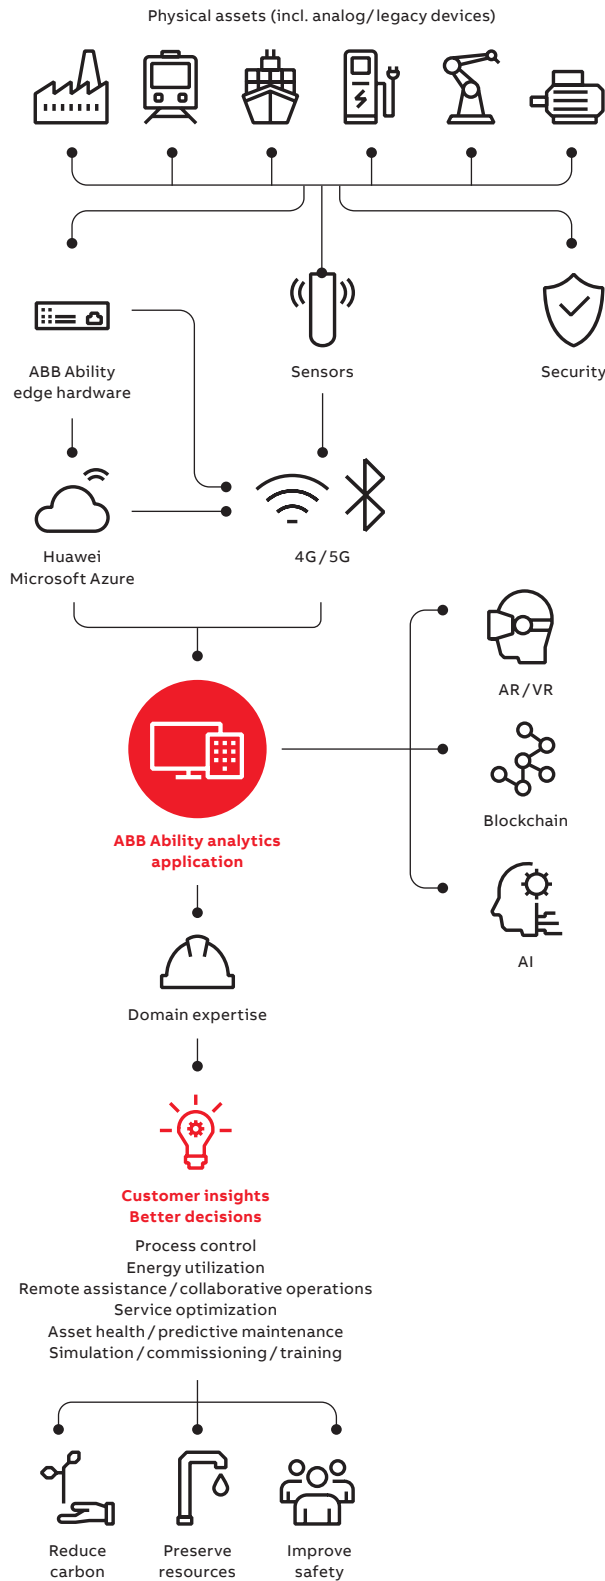 Physical assets (incl. analog/legacy devices)
ABB Ability
edge hardware
Sensors
Security
Huawei
Microsoft Azure
4G/5G
AR/VR
Blockchain
AI
ABB Ability analytics
application
Domain expertise
Customer insights
Better decisions
Process control
Energy utilization
Remote assistance/collaborative operations
Service optimization
Asset health/predictive maintenance
Simulation/commissioning/training
Reduce
carbon
Preserve
resources
Improve
safety